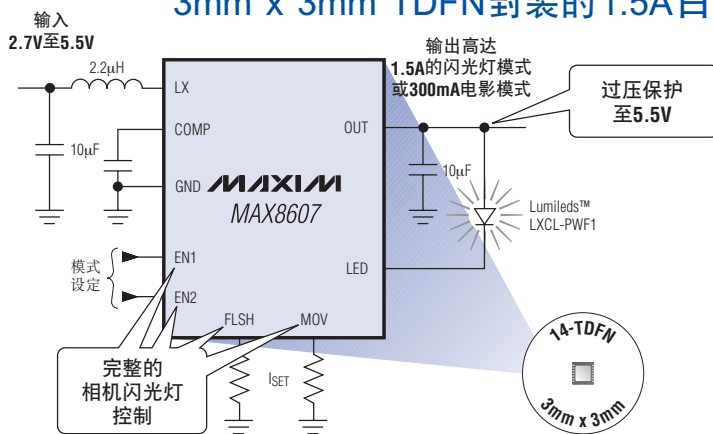 3mm x 3mm TDFN封装的1.5A白
输入
2.7V至5.5V
2.2µH
10µF
LX
COMP
GND
MAXIM
MAX8607
EN1
EN2
FLSH
MOV
OUT
LED
模式
设定
ISET
输出高达
1.5A的闪光灯模式
或300mA电影模式
过压保护
至5.5V
10µF
Lumileds™
LXCL-PWF1
完整的
相机闪光灯
控制
14-TDFN
3mm x 3mm